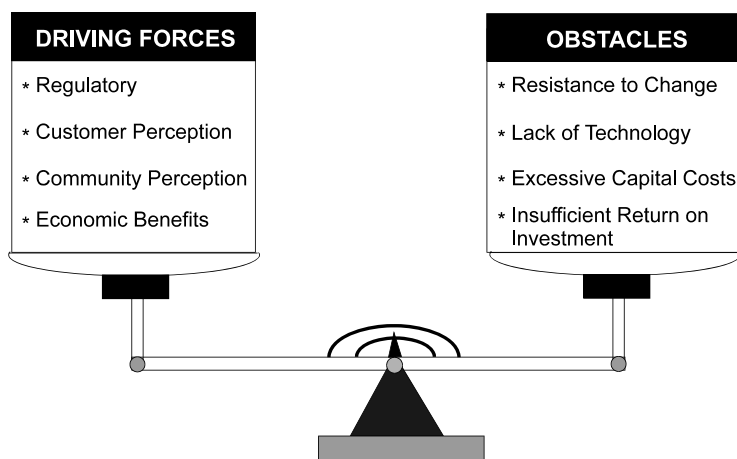 DRIVING FORCES
* Regulatory
* Customer Perception
* Community Perception
* Economic Benefits
OBSTACLES
* Resistance to Change
* Lack of Technology
* Excessive Capital Costs
* Insufficient Return on
Investment